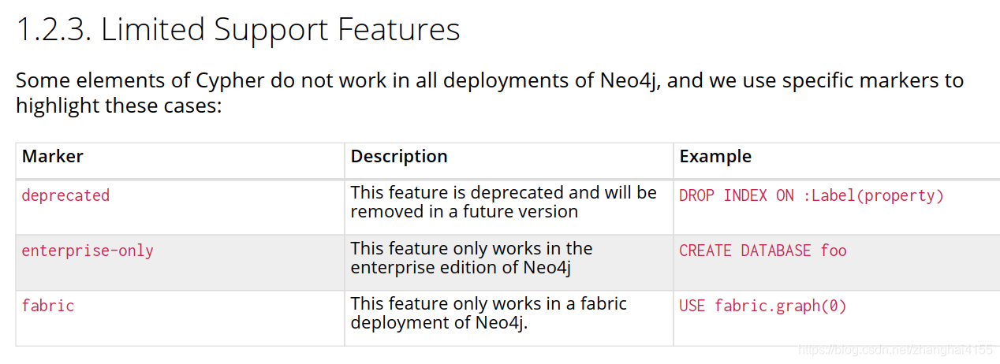 1.2.3. Limited Support Features
Some elements of Cypher do not work in all deployments of Neo4j, and we use specific markers to
highlight these cases:
Marker Description Example
deprecated This feature is deprecated and will be DROP INDEX ON :Label(property)
removed in a future version
enterprise-only This feature only works in the CREATE DATABASE foo
enterprise edition of Neo4j
fabric This feature only works in a fabric USE fabric.graph(0)
deployment of Neo4j.
https://blog.csdn.net/zhanghai4155